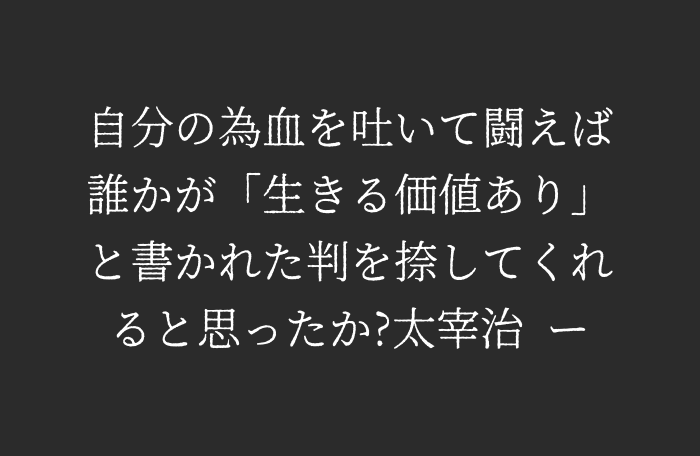 自分の為血を吐いて闘えば
誰かが「生きる価値あり」
と書かれた判を捺してくれ
ると思ったか?太宰治 ー